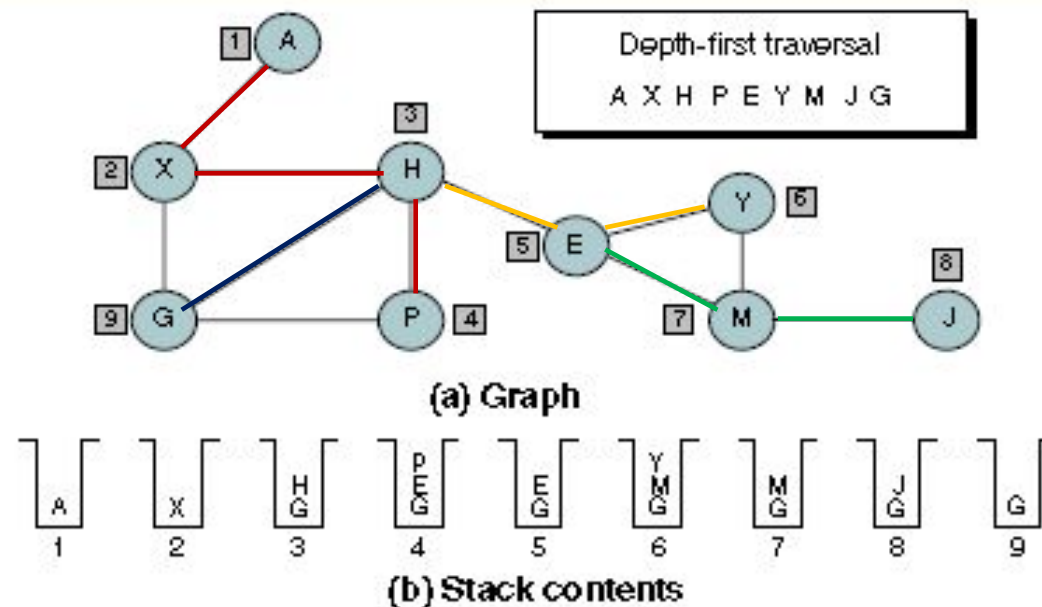 Depth-first traversal
A X H P E Y M J G
1 A
3
2 X H
Y 6
5 E
8
9 G P 4 7 M J
(a) Graph
P Y
H E M M J
A X G G E G G G G
1 2 3 4 5 6 7 8 9
(b) Stack contents